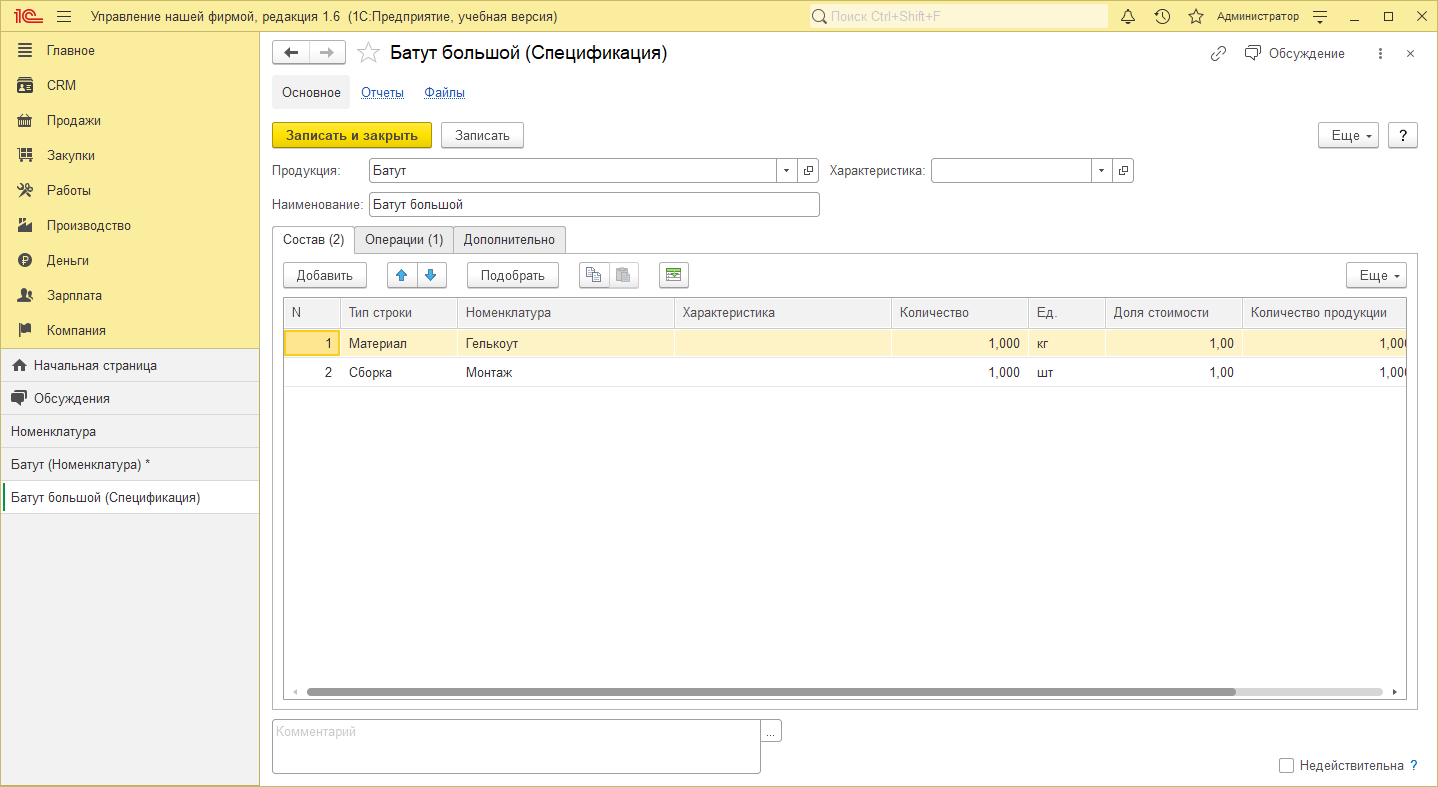 1С Управление нашей фирмой, редакция 1.6 (1С:Предприятие, учебная версия) Поиск Ctrl+Shift+F Администратор
Главное
CRM
Продажи
Закупки
Работы
Производство
Деньги
Зарплата
Компания
Начальная страница
Обсуждения
Номенклатура
Батут (Номенклатура) *
Батут большой (Спецификация)
Батут большой (Спецификация) Обсуждение
Основное Отчеты Файлы
Записать и закрыть Записать Еще ?
Продукция: Батут Характеристика:
Наименование: Батут большой
Состав (2) Операции (1) Дополнительно
Добавить Подобрать Еще
N Тип строки Номенклатура Характеристика Количество Ед. Доля стоимости Количество продукции
1 Материал Гелькоут 1,000 кг 1,00 1,000
2 Сборка Монтаж 1,000 шт 1,00 1,000
Комментарий ...
Недействительна ?